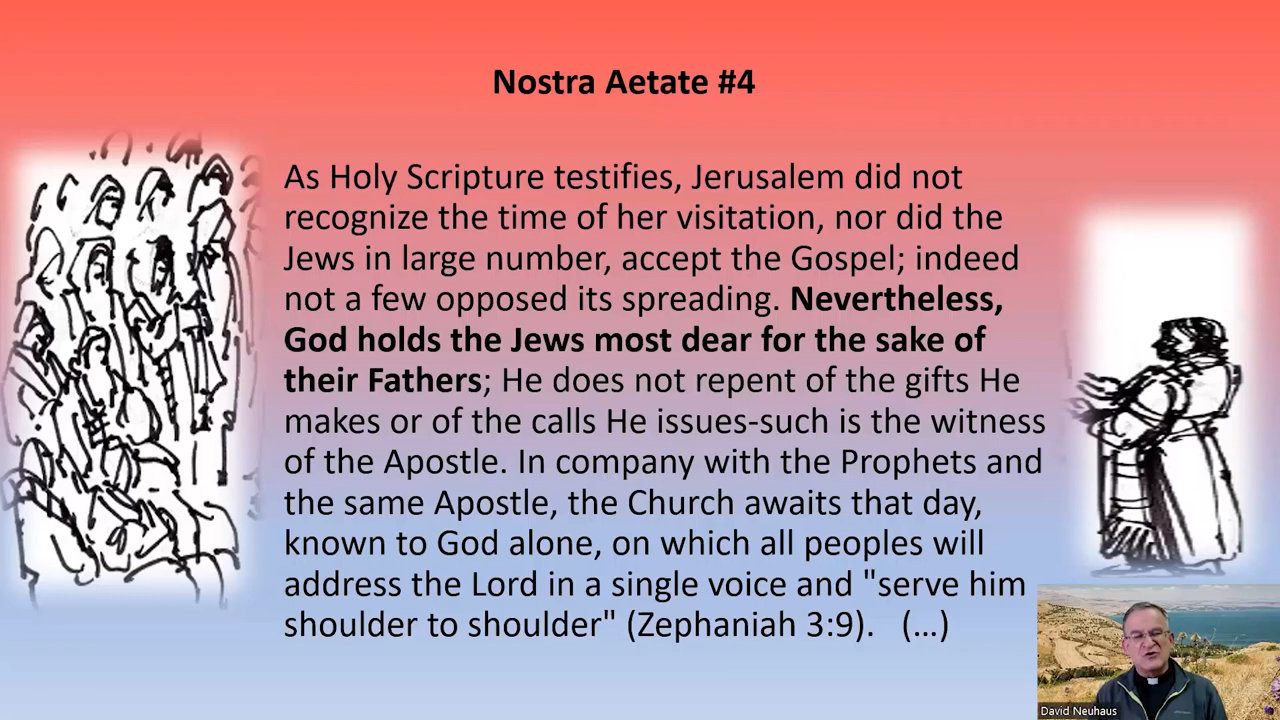 Nostra Aetate #4
As Holy Scripture testifies, Jerusalem did not
recognize the time of her visitation, nor did the
Jews in large number, accept the Gospel; indeed
not a few opposed its spreading. Nevertheless,
God holds the Jews most dear for the sake of
their Fathers; He does not repent of the gifts He
makes or of the calls He issues-such is the witness
of the Apostle. In company with the Prophets and
the same Apostle, the Church awaits that day,
known to God alone, on which all peoples will
address the Lord in a single voice and "serve him
shoulder to shoulder" (Zephaniah 3:9).   (…)
David Neuhaus